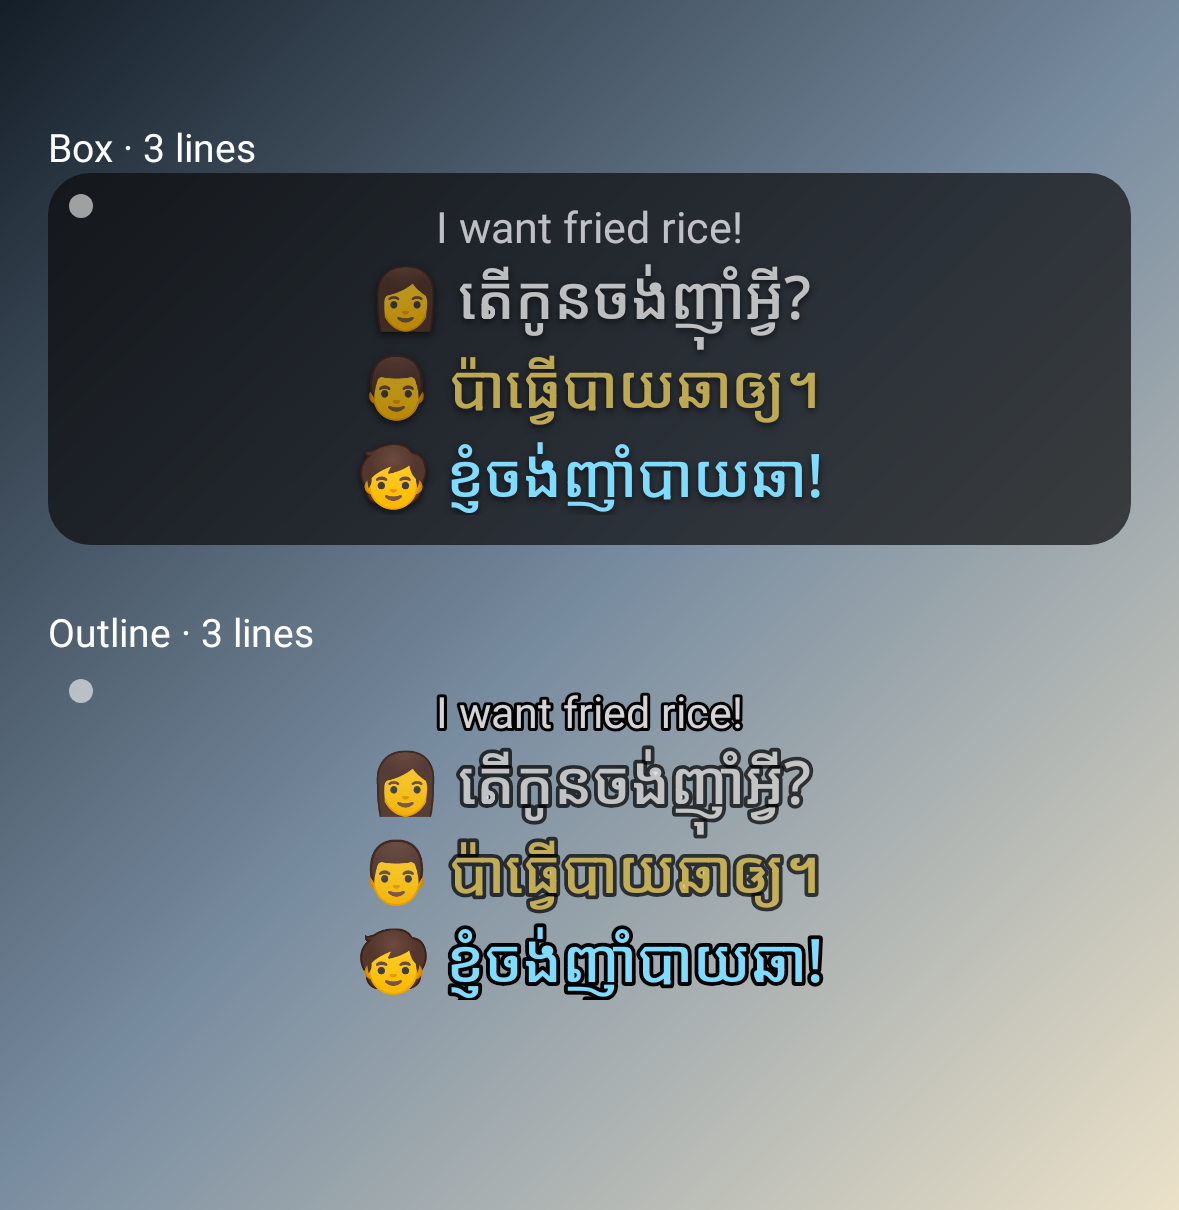 Box · 3 lines
I want fried rice!
👩 តើកូនចង់ញ៉ាំអ្វី?
👨 ប៉ាធ្វើបាយឆាឲ្យ។
🧒 ខ្ញុំចង់ញ៉ាំបាយឆា!
Outline · 3 lines
I want fried rice!
👩 តើកូនចង់ញ៉ាំអ្វី?
👨 ប៉ាធ្វើបាយឆាឲ្យ។
🧒 ខ្ញុំចង់ញ៉ាំបាយឆា!